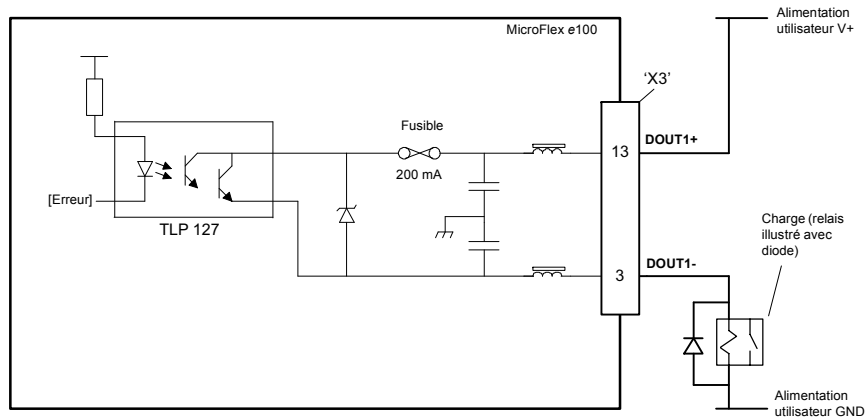 Alimentation
utilisateur V+
MicroFlex e100
'X3'
Fusible
13
DOUT1+
200 mA
[Erreur]
TLP 127
Charge (relais
illustré avec
diode)
3
DOUT1-
Alimentation
utilisateur GND